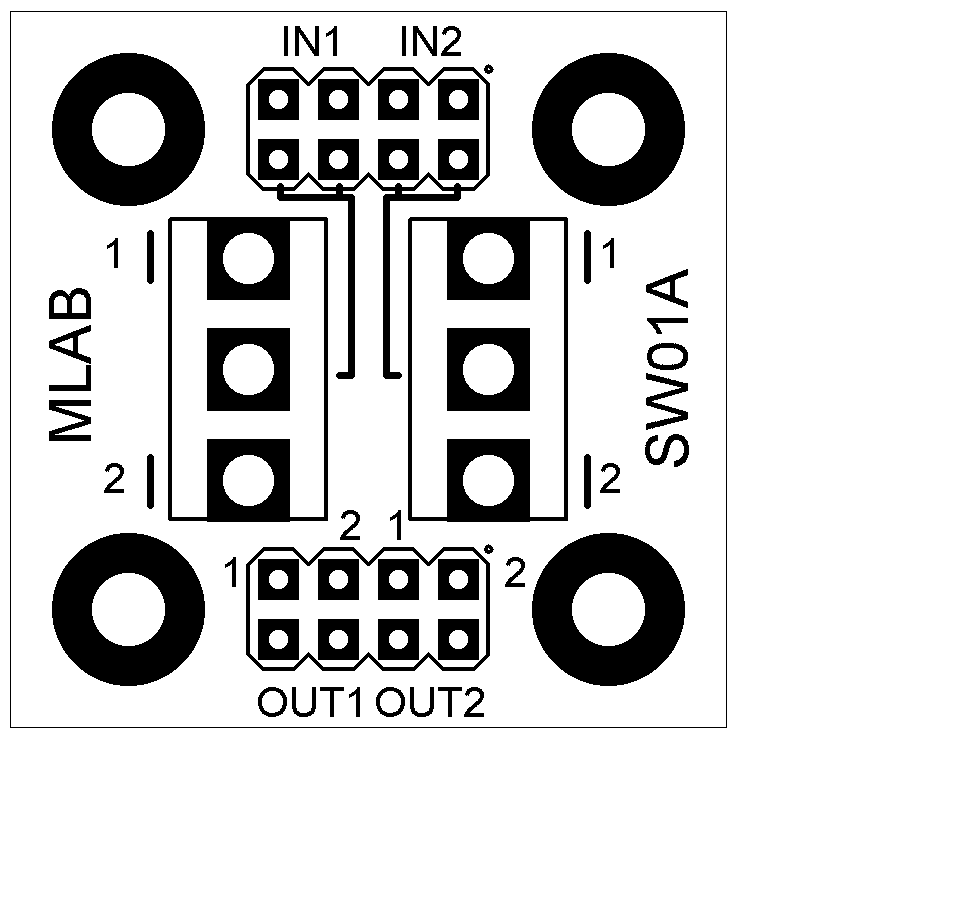 IN1 IN2
1 1
MLAB
SW01A
2 2
2 1
1 2
OUT1 OUT2